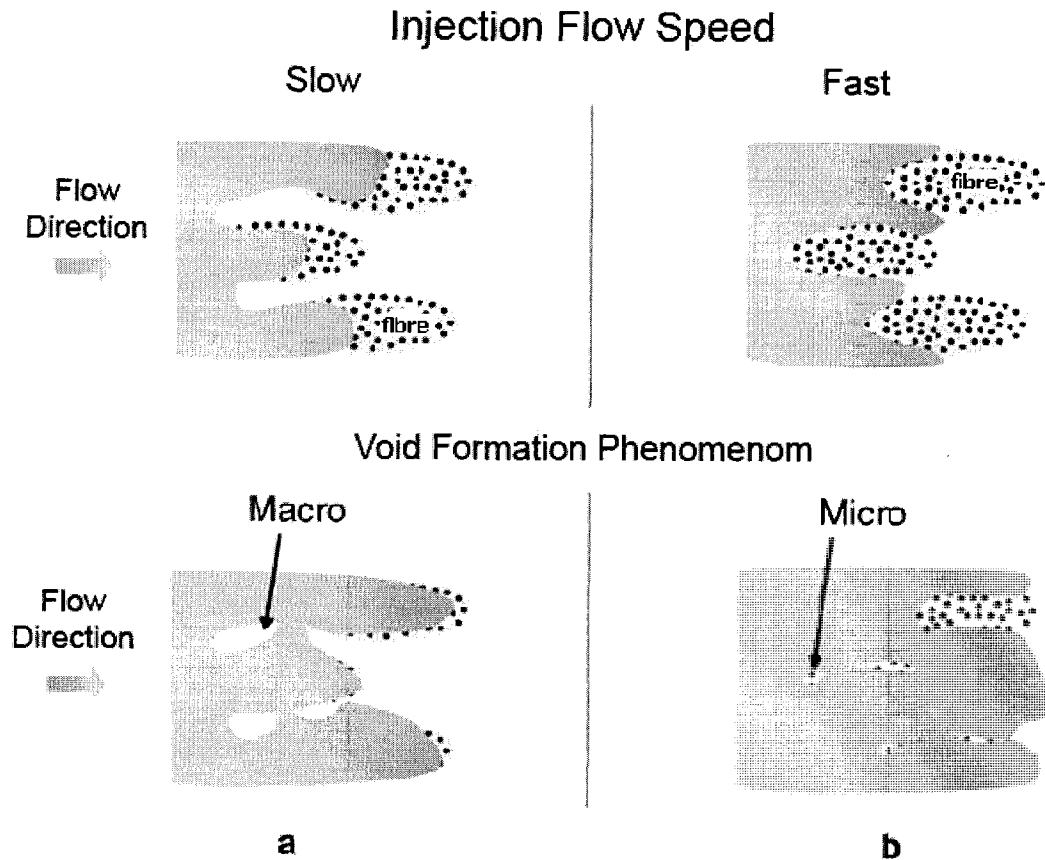 Injection Flow Speed
Slow
Fast
Flow
Direction
fibre
fibre
Void Formation Phenomenom
Macro
Micro
Flow
Direction
a
b